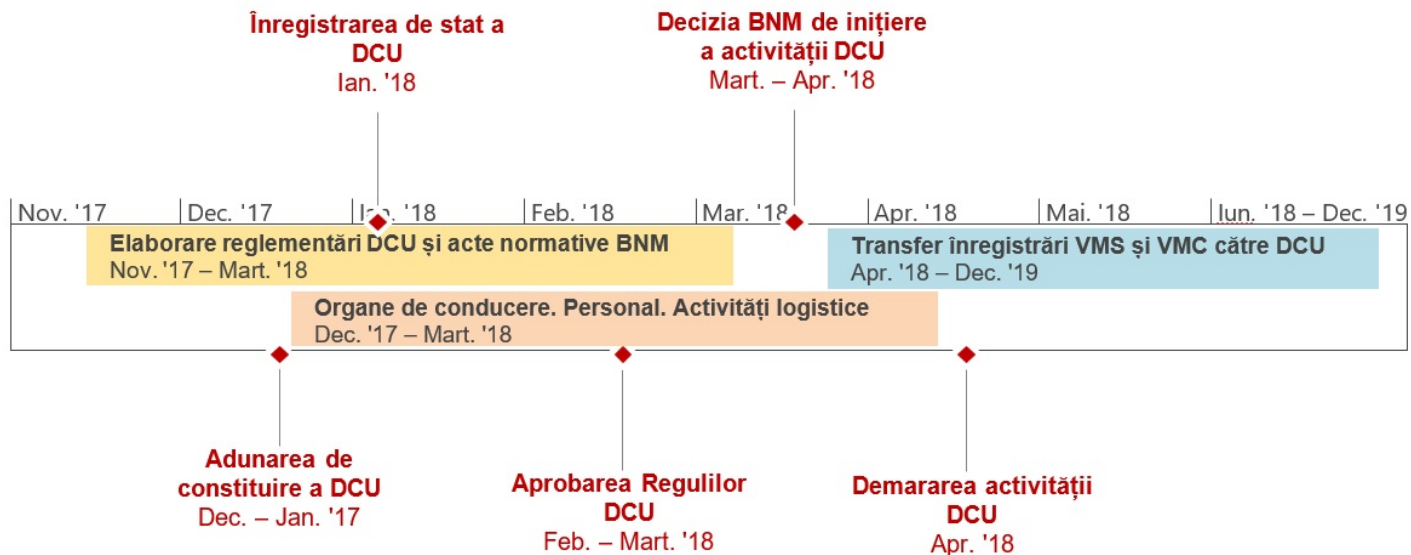 Înregistrarea de stat a
DCU
Ian. '18
Decizia BNM de inițiere
a activității DCU
Mart. – Apr. '18
Nov. '17
Dec. '17
Ian. '18
Feb. '18
Mar. '18
Apr. '18
Mai. '18
Iun. '18 – Dec. '19
Elaborare reglementări DCU și acte normative BNM
Nov. '17 – Mart. '18
Transfer înregistrări VMS și VMC către DCU
Apr. '18 – Dec. '19
Organe de conducere. Personal. Activități logistice
Dec. '17 – Mart. '18
Adunarea de
constituire a DCU
Dec. – Jan. '17
Aprobarea Regulilor
DCU
Feb. – Mart. '18
Demararea activității
DCU
Apr. '18